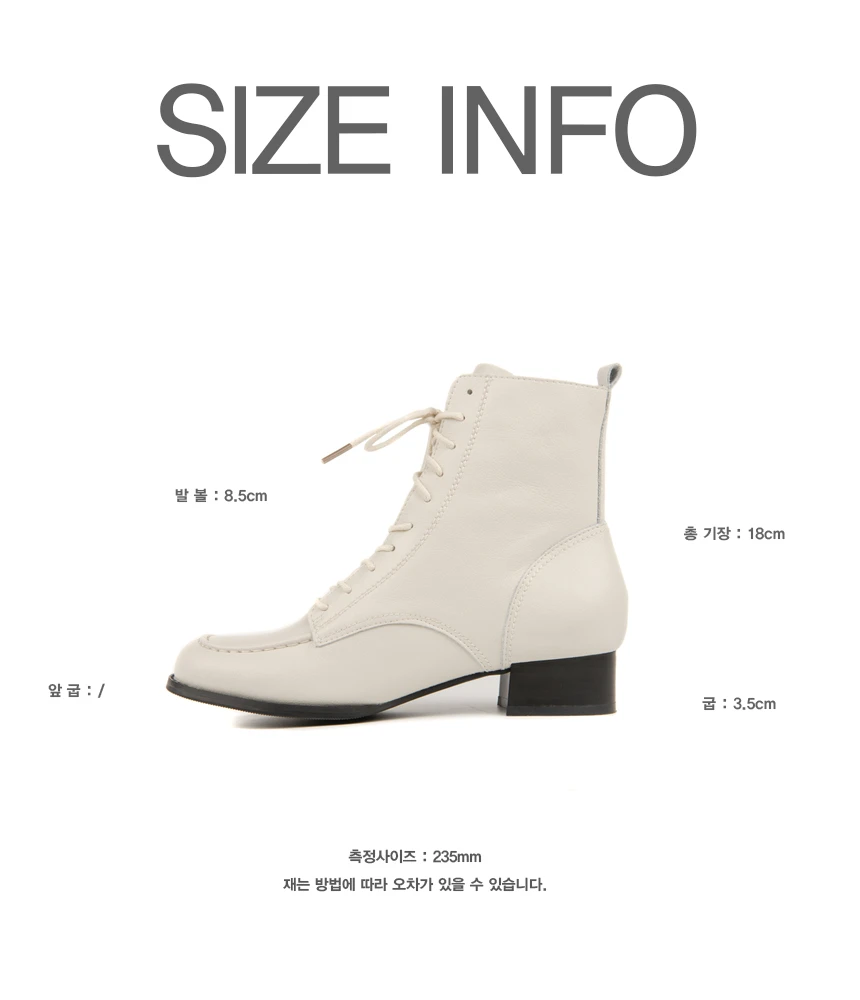 SIZE INFO
발 볼 : 8.5cm
총 기장 : 18cm
앞 굽 : /
굽 : 3.5cm
측정사이즈 : 235mm
재는 방법에 따라 오차가 있을 수 있습니다.